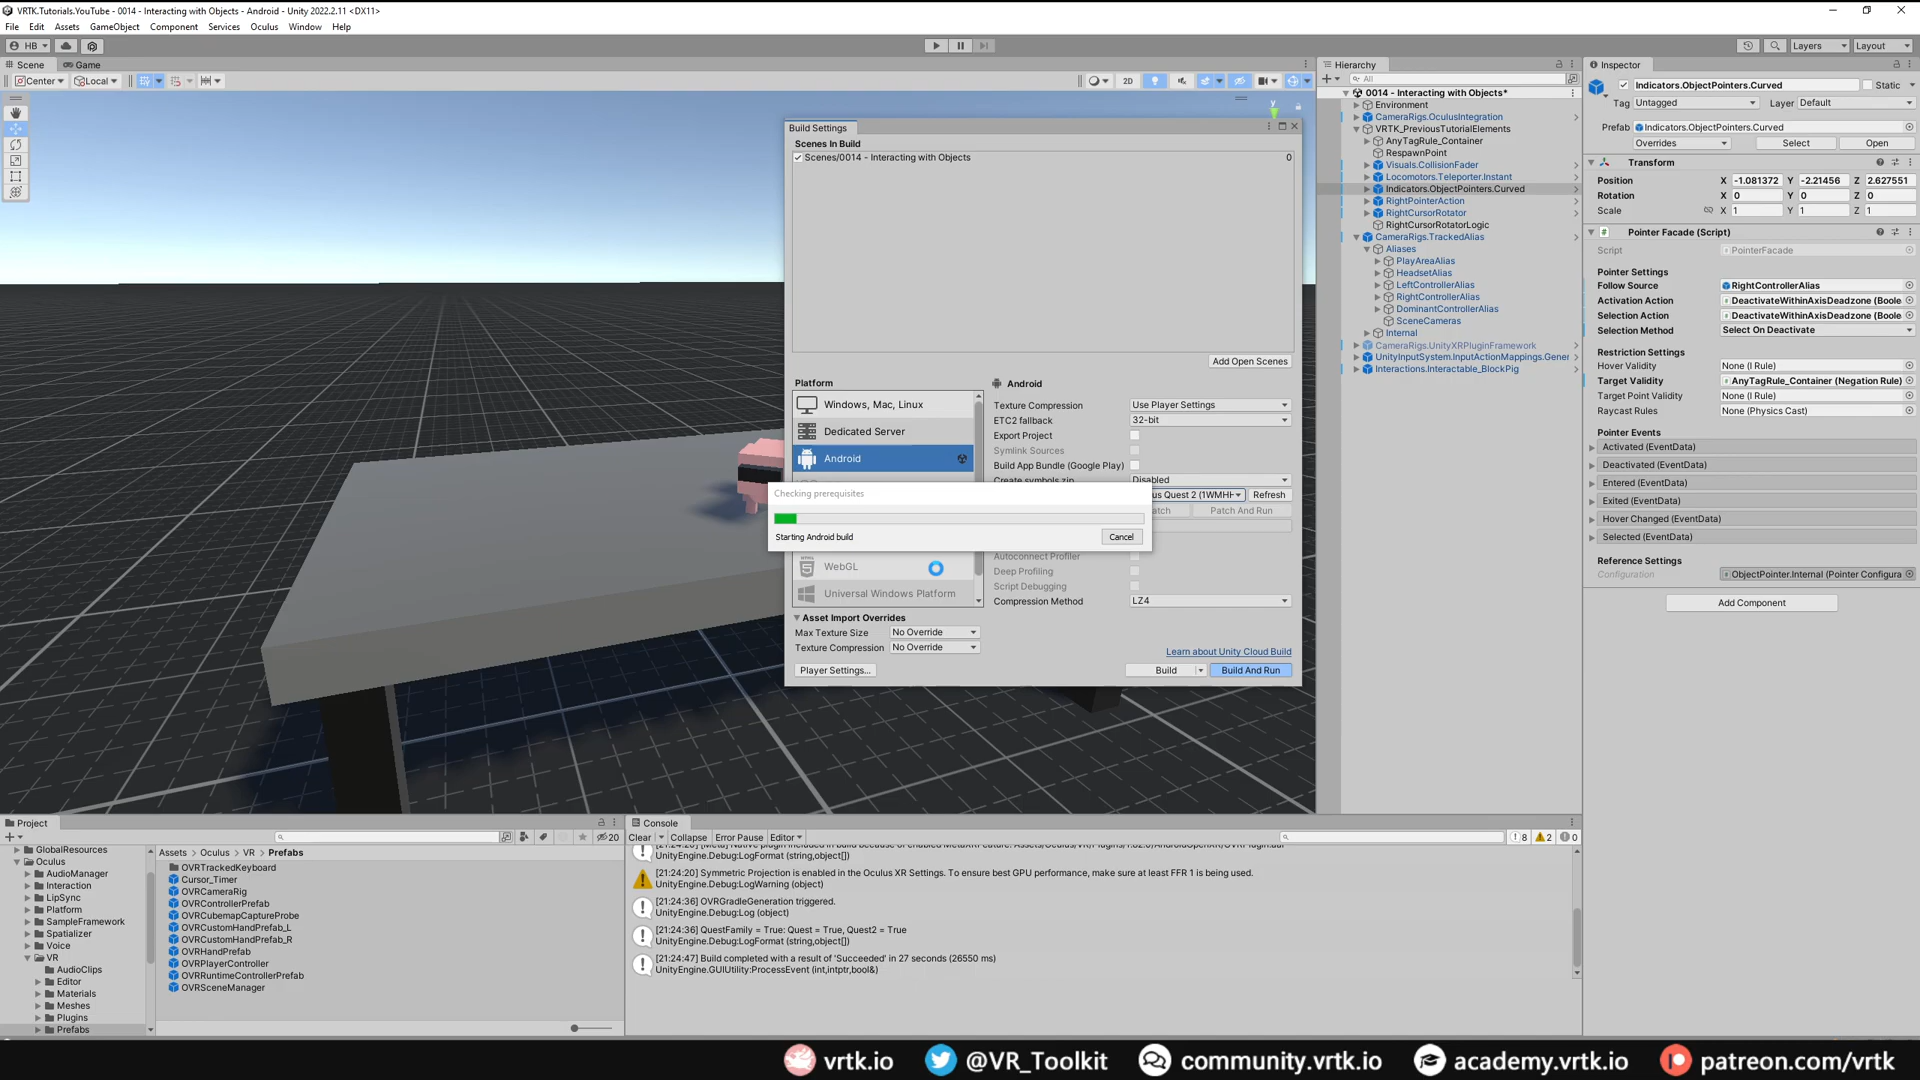 VRTK.Tutorials.YouTube - 0014 - Interacting with Objects - Android - Unity 2022.2.11 <DX11>
File Edit Assets GameObject Component Services Oculus Window Help
HB Layers Layout
Scene Game
Center Local 2D
y
Build Settings
Scenes In Build
Scenes/0014 - Interacting with Objects 0
Add Open Scenes
Platform
Windows, Mac, Linux
Dedicated Server
Android
WebGL
Universal Windows Platform
Android
Texture Compression Use Player Settings
ETC2 fallback 32-bit
Export Project
Symlink Sources
Build App Bundle (Google Play)
Create symbols.zip Disabled
us Quest 2 (1WMHH Refresh
atch Patch And Run
Checking prerequisites
Starting Android build Cancel
Autoconnect Profiler
Deep Profiling
Script Debugging
Compression Method LZ4
Asset Import Overrides
Max Texture Size No Override
Texture Compression No Override
Learn about Unity Cloud Build
Player Settings... Build Build And Run
Hierarchy
All
0014 - Interacting with Objects*
Environment
CameraRigs.OculusIntegration
VRTK_PreviousTutorialElements
AnyTagRule_Container
RespawnPoint
Visuals.CollisionFader
Locomotors.Teleporter.Instant
Indicators.ObjectPointers.Curved
RightPointerAction
RightCursorRotator
RightCursorRotatorLogic
CameraRigs.TrackedAlias
Aliases
PlayAreaAlias
HeadsetAlias
LeftControllerAlias
RightControllerAlias
DominantControllerAlias
SceneCameras
Internal
CameraRigs.UnityXRPluginFramework
UnityInputSystem.InputActionMappings.Gener
Interactions.Interactable_BlockPig
Inspector
Indicators.ObjectPointers.Curved Static
Tag Untagged Layer Default
Prefab Indicators.ObjectPointers.Curved
Overrides Select Open
Transform
Position X -1.081372 Y -2.21456 Z 2.627551
Rotation X 0 Y 0 Z 0
Scale X 1 Y 1 Z 1
Pointer Facade (Script)
Script PointerFacade
Pointer Settings
Follow Source RightControllerAlias
Activation Action DeactivateWithinAxisDeadzone (Boole
Selection Action DeactivateWithinAxisDeadzone (Boole
Selection Method Select On Deactivate
Restriction Settings
Hover Validity None (I Rule)
Target Validity AnyTagRule_Container (Negation Rule)
Target Point Validity None (I Rule)
Raycast Rules None (Physics Cast)
Pointer Events
Activated (EventData)
Deactivated (EventData)
Entered (EventData)
Exited (EventData)
Hover Changed (EventData)
Selected (EventData)
Reference Settings
Configuration ObjectPointer.Internal (Pointer Configura
Add Component
Project
20
GlobalResources
Oculus
AudioManager
Interaction
LipSync
Platform
SampleFramework
Spatializer
Voice
VR
AudioClips
Editor
Materials
Meshes
Plugins
Prefabs
Assets > Oculus > VR > Prefabs
OVRTrackedKeyboard
Cursor_Timer
OVRCameraRig
OVRControllerPrefab
OVRCubemapCaptureProbe
OVRCustomHandPrefab_L
OVRCustomHandPrefab_R
OVRHandPrefab
OVRPlayerController
OVRRuntimeControllerPrefab
OVRSceneManager
Console
Clear Collapse Error Pause Editor 8 2 0
UnityEngine.Debug:LogFormat (string,object[])
[21:24:20] Symmetric Projection is enabled in the Oculus XR Settings. To ensure best GPU performance, make sure at least FFR 1 is being used.
UnityEngine.Debug:LogWarning (object)
[21:24:36] OVRGradleGeneration triggered.
UnityEngine.Debug:Log (object)
[21:24:36] QuestFamily = True: Quest = True, Quest2 = True
UnityEngine.Debug:LogFormat (string,object[])
[21:24:47] Build completed with a result of 'Succeeded' in 27 seconds (26550 ms)
UnityEngine.GUIUtility:ProcessEvent (int,intptr,bool&)
vrtk.io @VR_Toolkit community.vrtk.io academy.vrtk.io patreon.com/vrtk